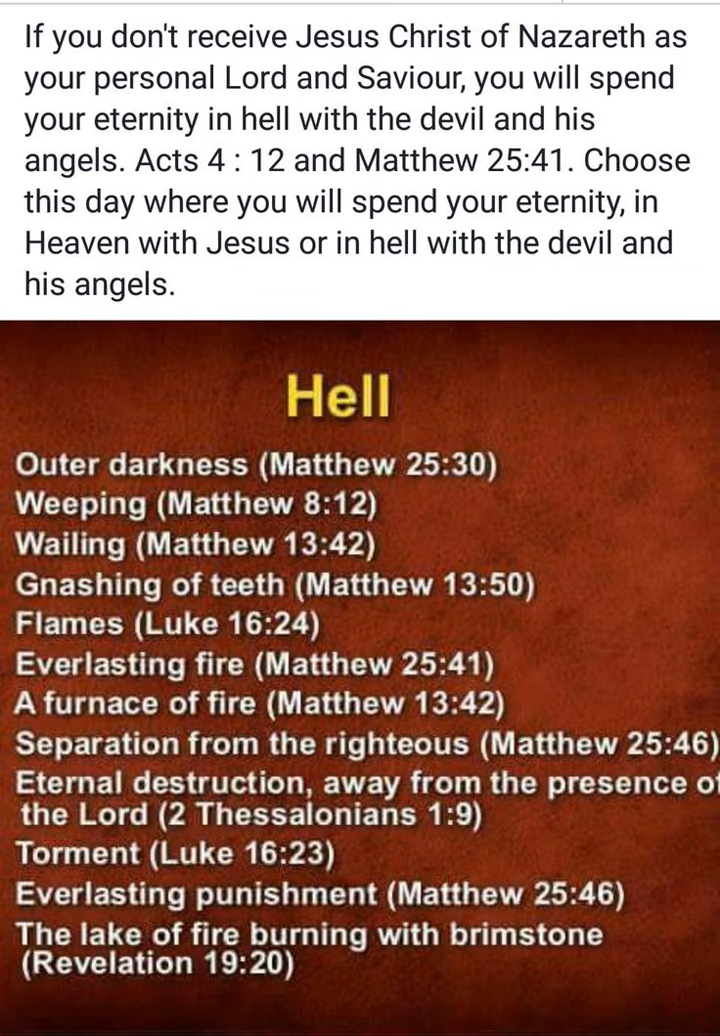 If you don't receive Jesus Christ of Nazareth as
your personal Lord and Saviour, you will spend
your eternity in hell with the devil and his
angels. Acts 4 : 12 and Matthew 25:41. Choose
this day where you will spend your eternity, in
Heaven with Jesus or in hell with the devil and
his angels.
Hell
Outer darkness (Matthew 25:30)
Weeping (Matthew 8:12)
Wailing (Matthew 13:42)
Gnashing of teeth (Matthew 13:50)
Flames (Luke 16:24)
Everlasting fire (Matthew 25:41)
A furnace of fire (Matthew 13:42)
Separation from the righteous (Matthew 25:46)
Eternal destruction, away from the presence of
the Lord (2 Thessalonians 1:9)
Torment (Luke 16:23)
Everlasting punishment (Matthew 25:46)
The lake of fire burning with brimstone
(Revelation 19:20)